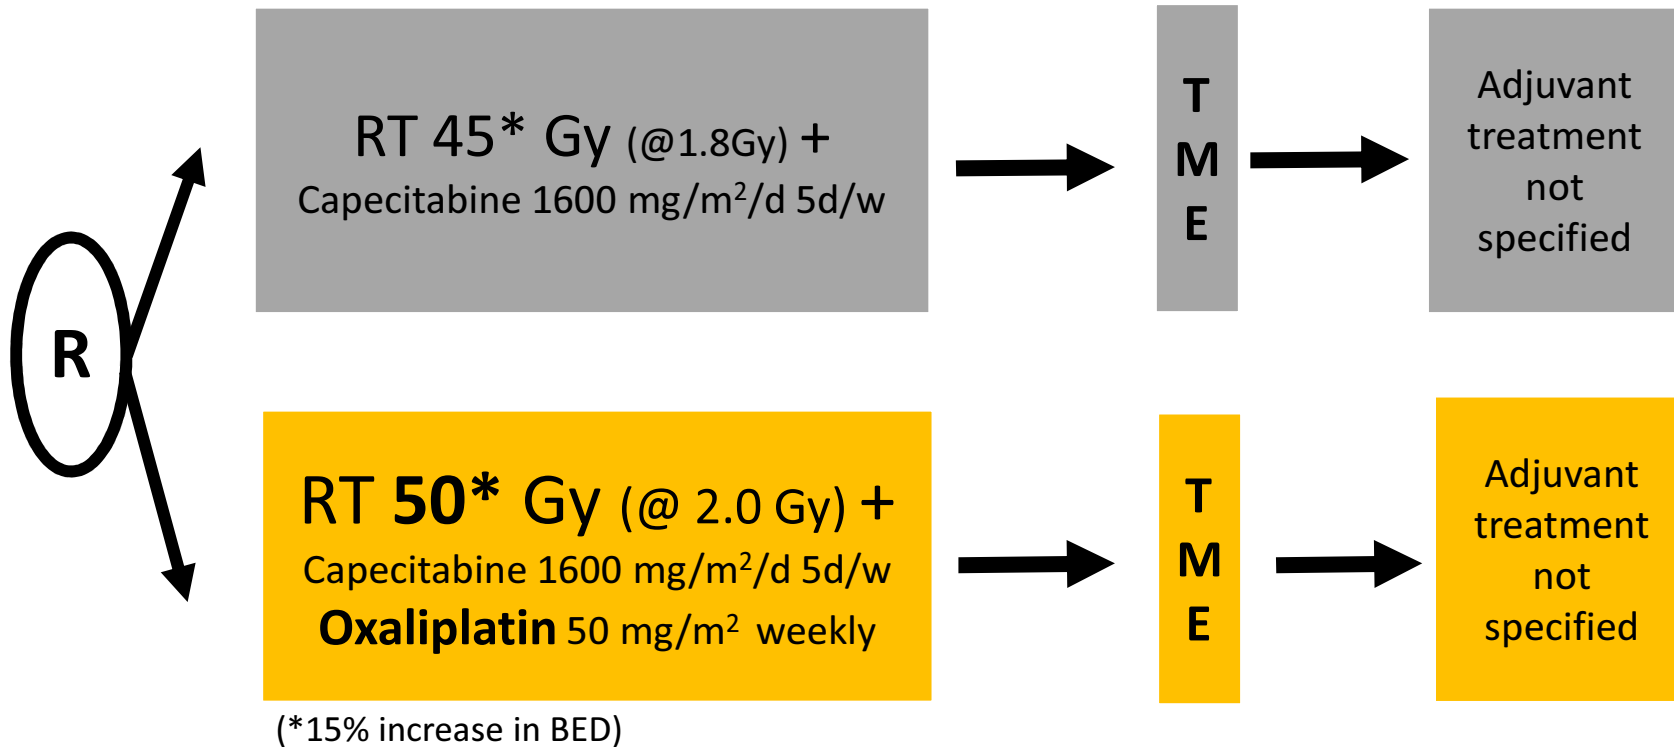 R
RT 45* Gy (@1.8Gy) +
Capecitabine 1600 mg/m²/d 5d/w
T
M
E
Adjuvant
treatment
not
specified
RT 50* Gy (@ 2.0 Gy) +
Capecitabine 1600 mg/m²/d 5d/w
Oxaliplatin 50 mg/m² weekly
T
M
E
Adjuvant
treatment
not
specified
(*15% increase in BED)